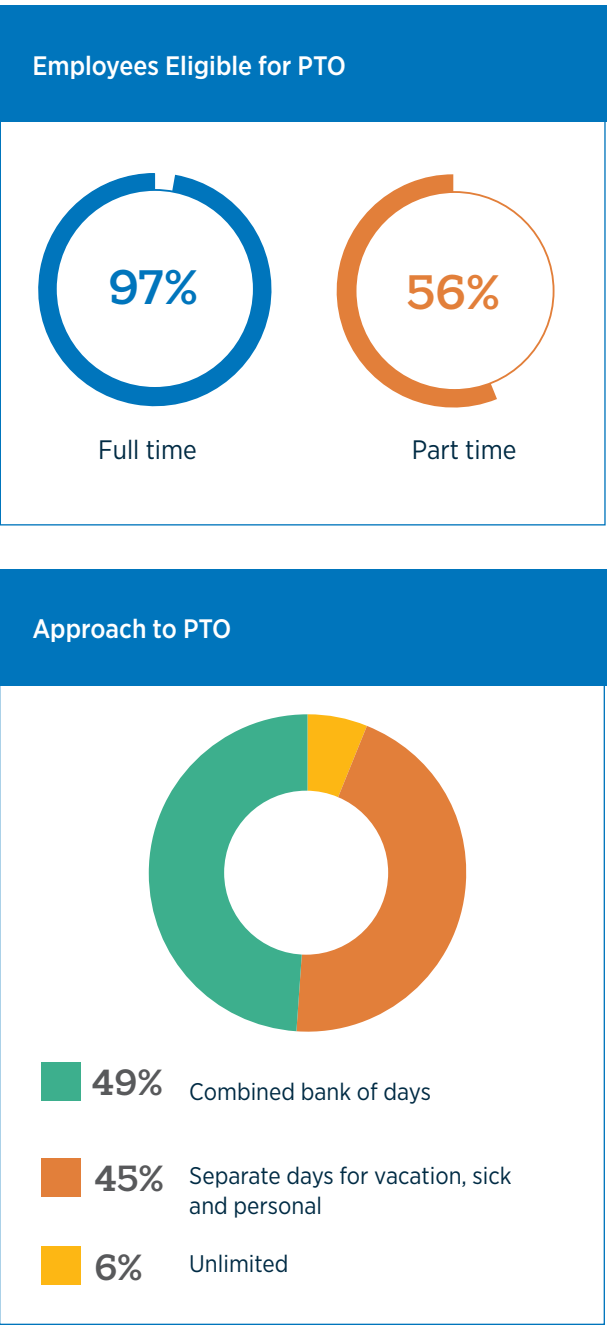 Employees Eligible for PTO
97%
56%
Full time
Part time
Approach to PTO
49% Combined bank of days
45% Separate days for vacation, sick
and personal
6% Unlimited